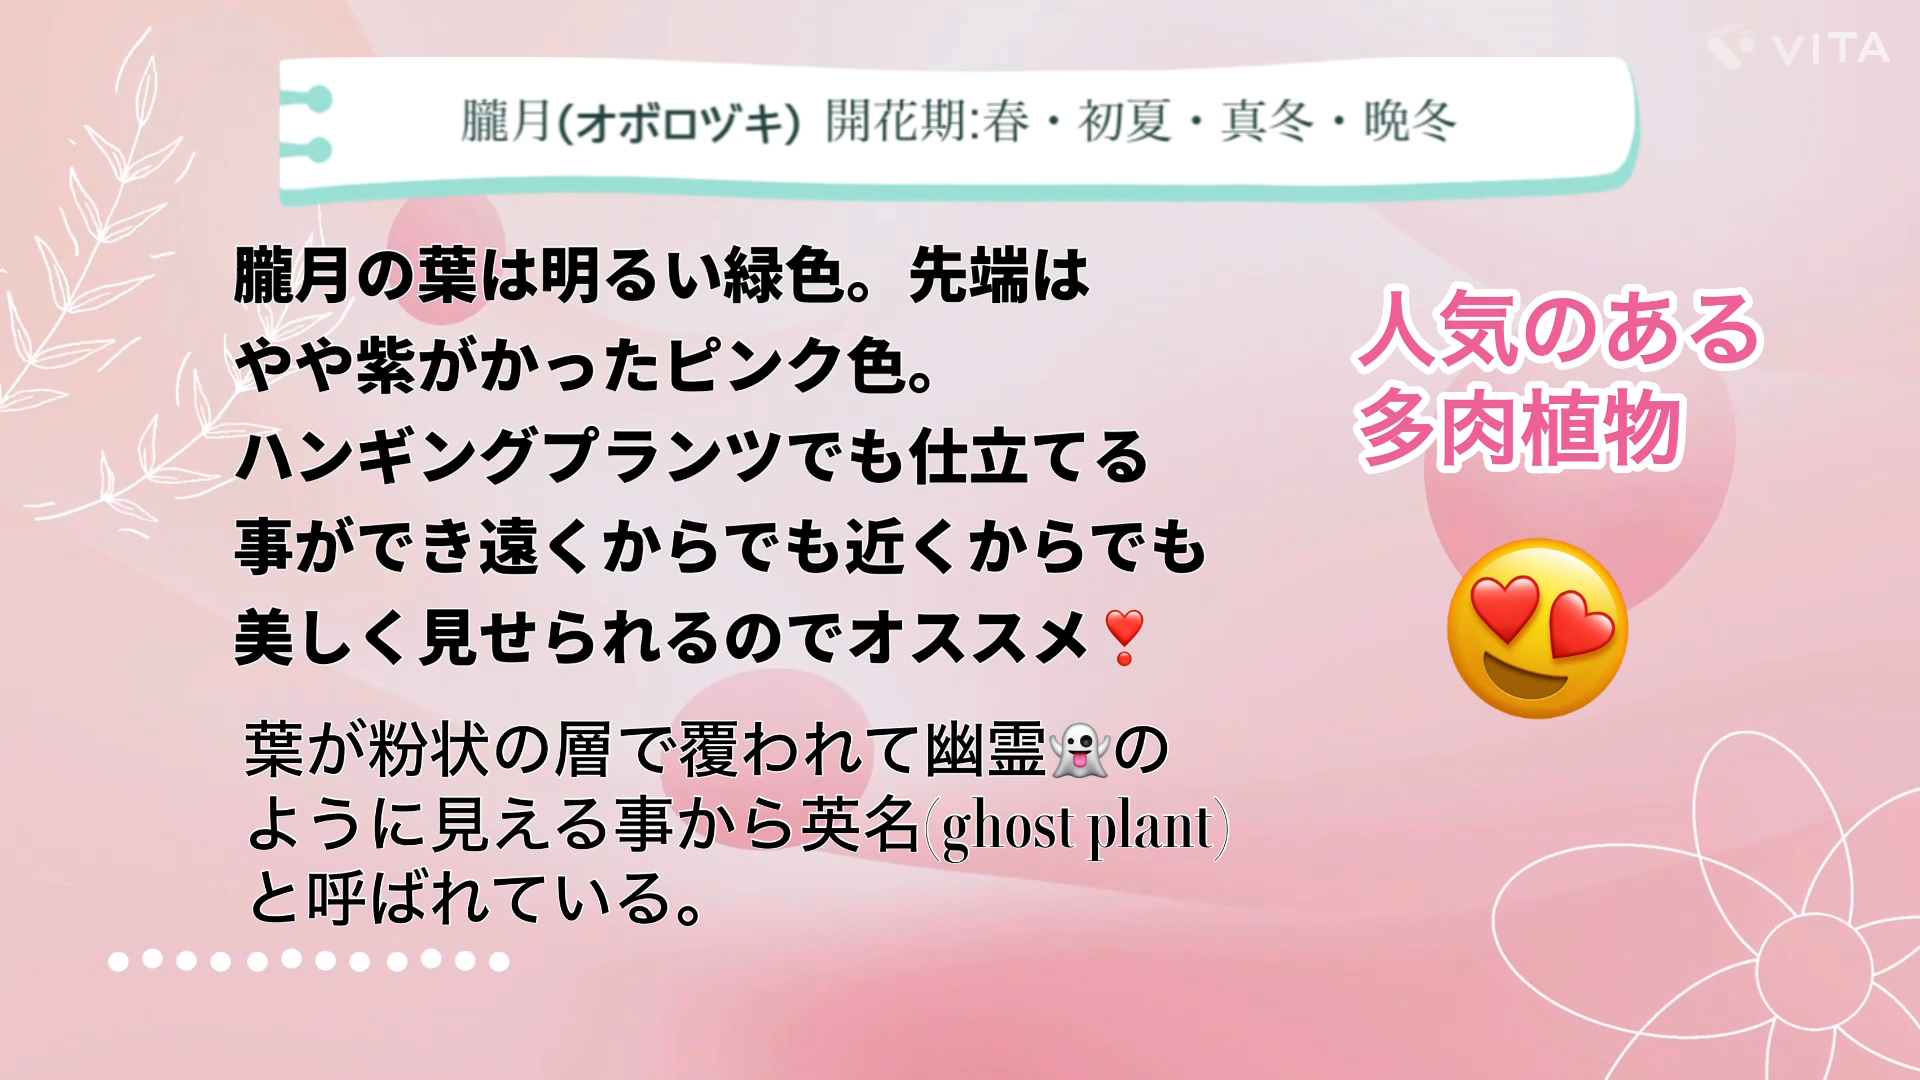 VITA
朧月(オボロヅキ) 開花期:春・初夏・真冬・晩冬
朧月の葉は明るい緑色。先端は
やや紫がかったピンク色。
ハンギングプランツでも仕立てる
事ができ遠くからでも近くからでも
美しく見せられるのでオススメ❣️
人気のある
多肉植物
葉が粉状の層で覆われて幽霊👻の
ように見える事から英名(ghost plant)
と呼ばれている。